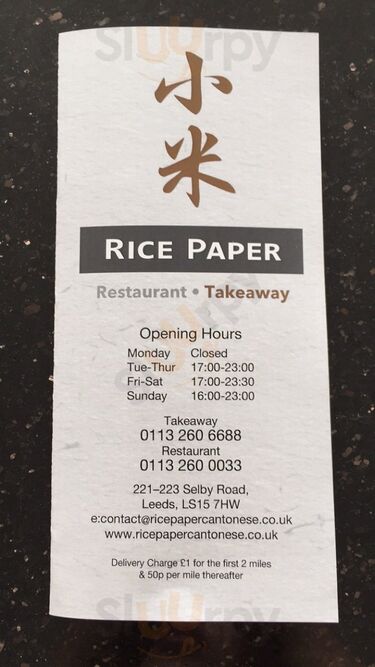 Sluurpy
小
米
RICE PAPER
Restaurant • Takeaway
Opening Hours
Monday Closed
Tue-Thur 17:00-23:00
Fri-Sat 17:00-23:30
Sunday 16:00-23:00
Takeaway
0113 260 6688
Restaurant
0113 260 0033
221–223 Selby Road,
Leeds, LS15 7HW
e:contact@ricepapercantonese.co.uk
www.ricepapercantonese.co.uk
Delivery Charge £1 for the first 2 miles
& 50p per mile thereafter
Sluurpy